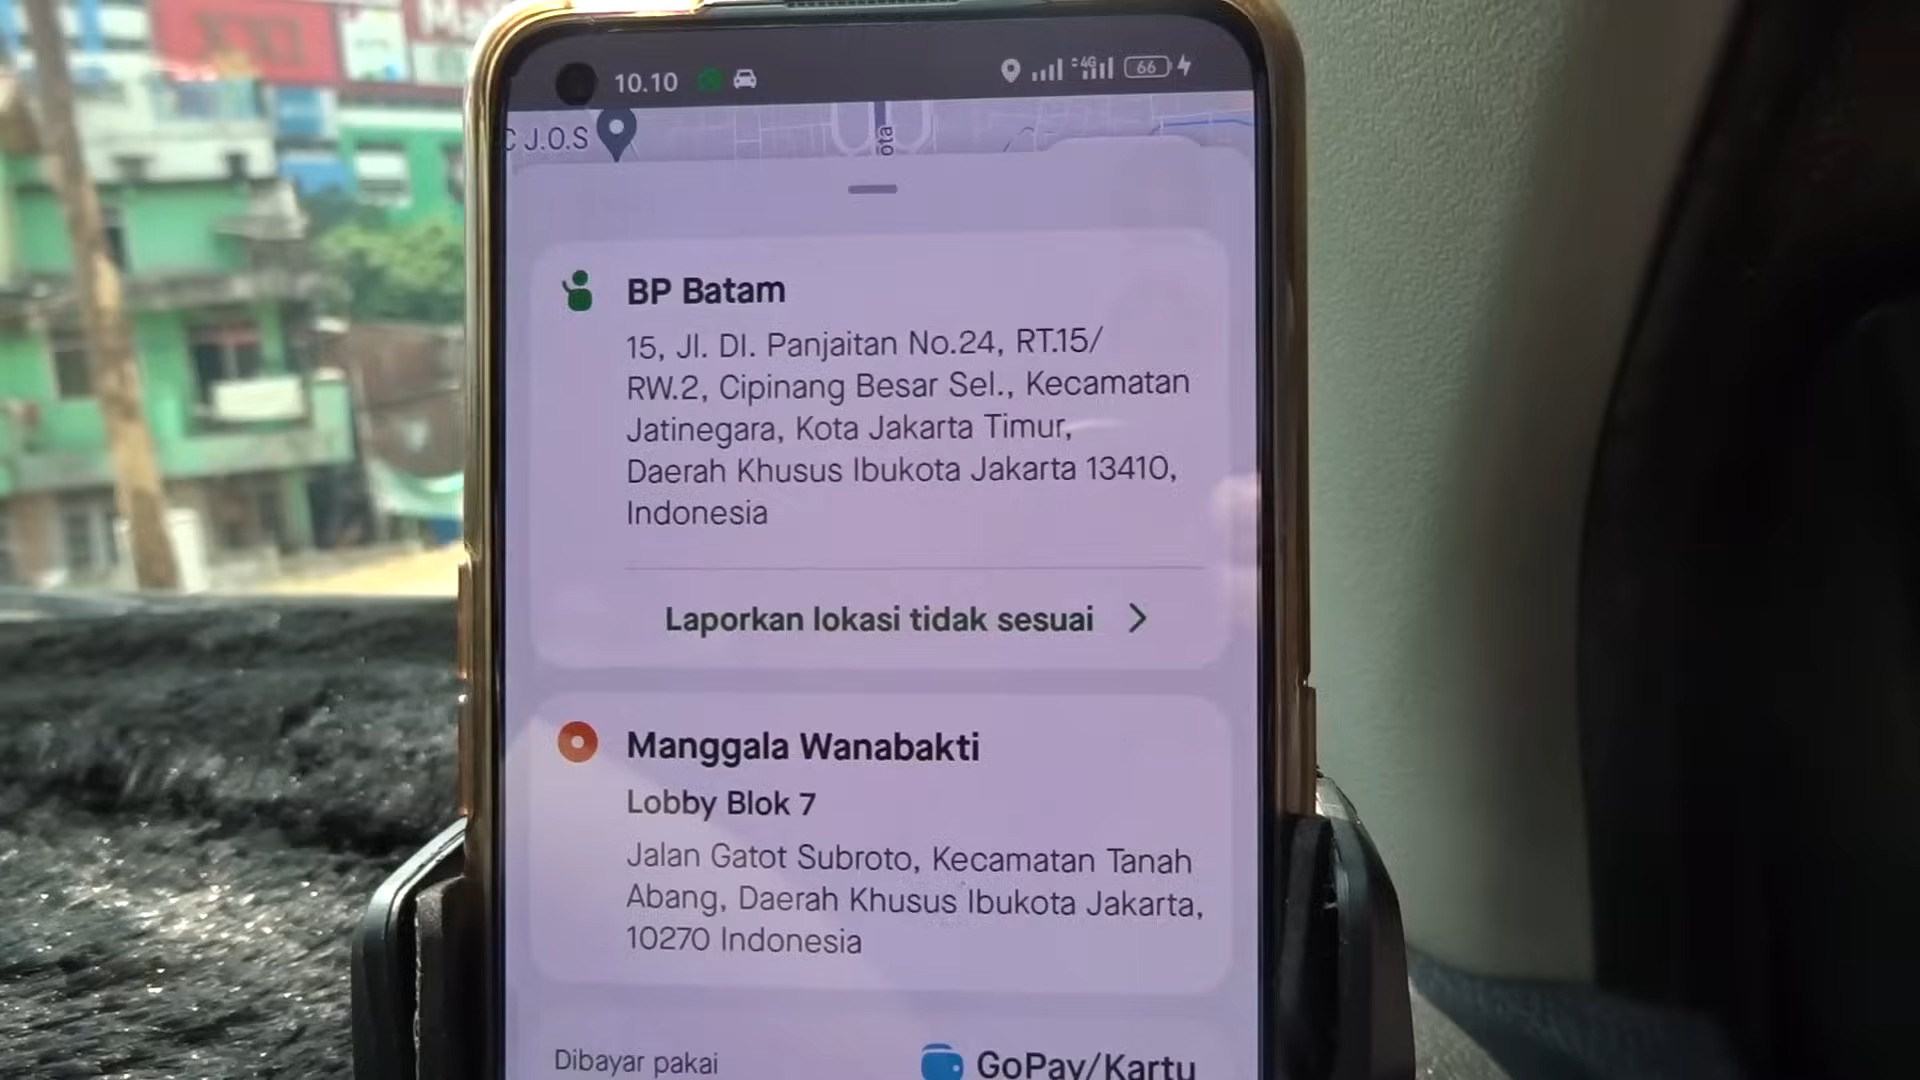 10.10
4G
66
C J.O.S
ota
BP Batam
15, Jl. DI. Panjaitan No.24, RT.15/
RW.2, Cipinang Besar Sel., Kecamatan
Jatinegara, Kota Jakarta Timur,
Daerah Khusus Ibukota Jakarta 13410,
Indonesia
Laporkan lokasi tidak sesuai
Manggala Wanabakti
Lobby Blok 7
Jalan Gatot Subroto, Kecamatan Tanah
Abang, Daerah Khusus Ibukota Jakarta,
10270 Indonesia
Dibayar pakai
GoPay/Kartu